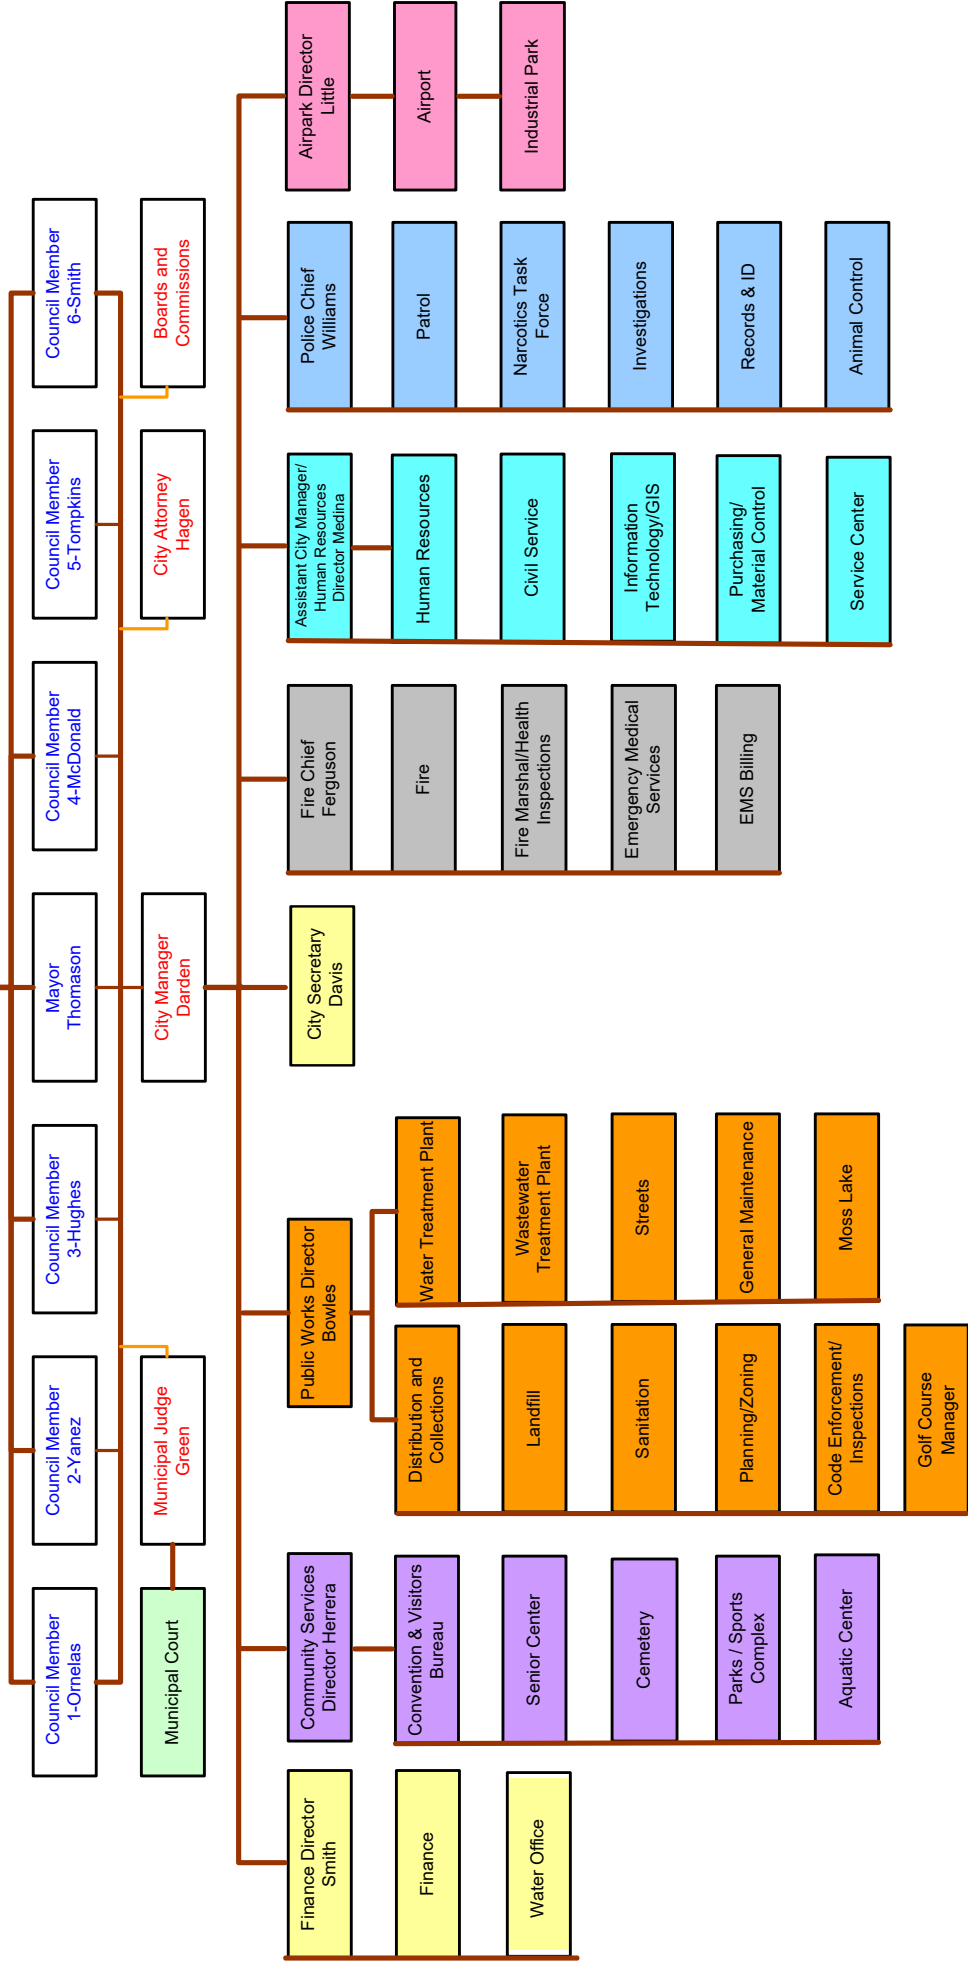 Council Member
1-Ornelas
Council Member
2-Yanez
Council Member
3-Hughes
Mayor
Thomason
Council Member
4-McDonald
Council Member
5-Tompkins
Council Member
6-Smith
Municipal Court
Municipal Judge
Green
City Manager
Darden
City Attorney
Hagen
Boards and
Commissions
Finance Director
Smith
Finance
Water Office
Community Services
Director Herrera
Convention & Visitors
Bureau
Senior Center
Cemetery
Parks / Sports
Complex
Aquatic Center
Public Works Director
Bowles
Distribution and
Collections
Landfill
Sanitation
Planning/Zoning
Code Enforcement/
Inspections
Golf Course
Manager
Water Treatment Plant
Wastewater
Treatment Plant
Streets
General Maintenance
Moss Lake
City Secretary
Davis
Fire Chief
Ferguson
Fire
Fire Marshal/Health
Inspections
Emergency Medical
Services
EMS Billing
Assistant City Manager/
Human Resources
Director Medina
Human Resources
Civil Service
Information
Technology/GIS
Purchasing/
Material Control
Service Center
Police Chief
Williams
Patrol
Narcotics Task
Force
Investigations
Records & ID
Animal Control
Airpark Director
Little
Airport
Industrial Park